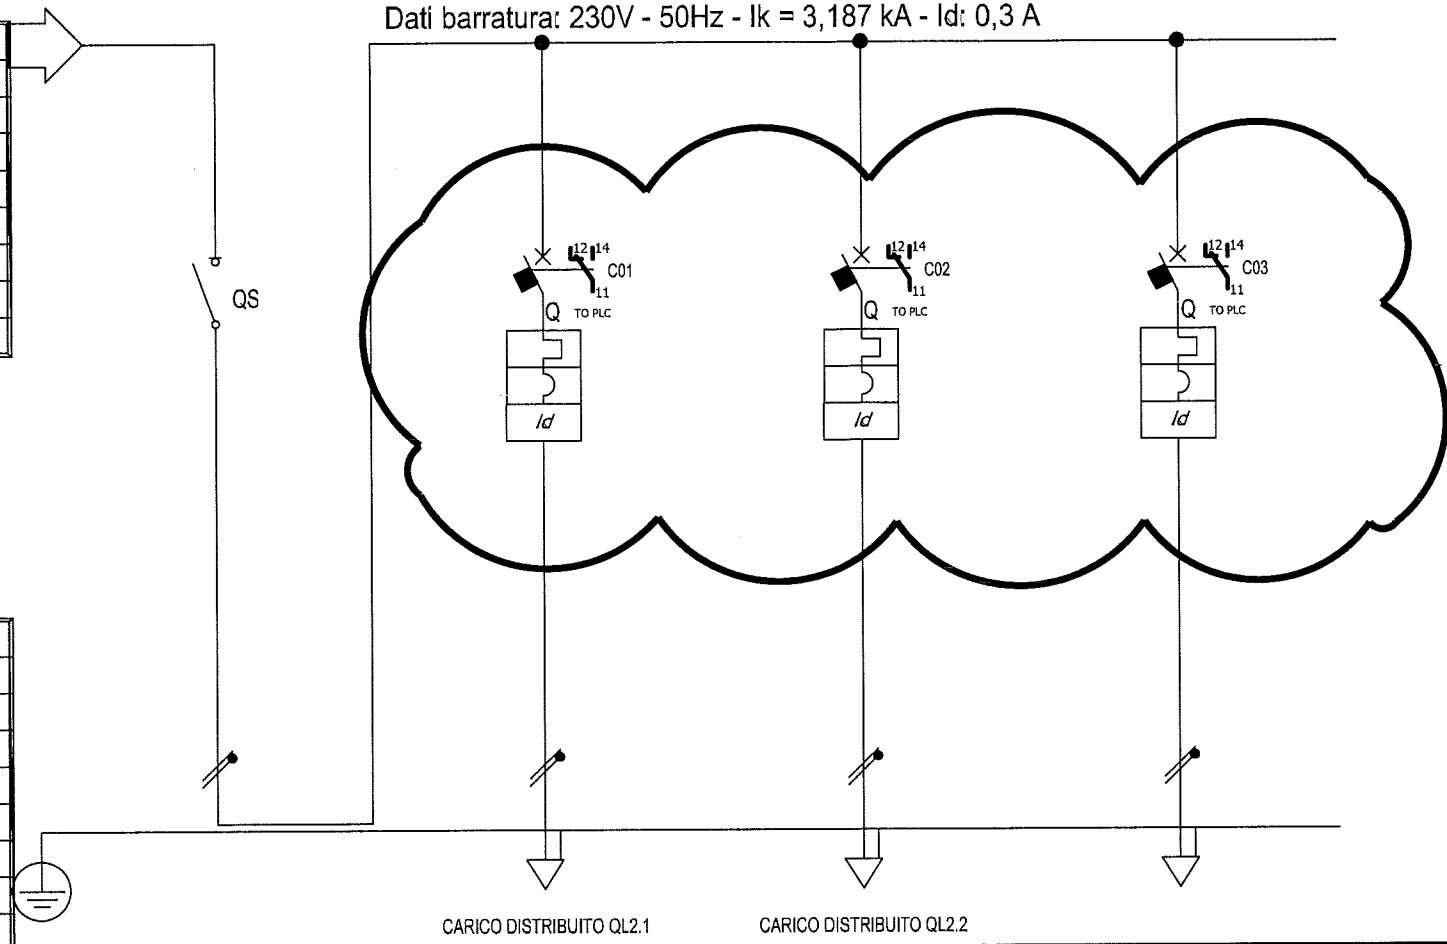 Dati barratura: 230V - 50Hz - Ik = 3,187 kA - Id: 0,3 A
QS
12 14
C01
11
Q TO PLC
Id
12 14
C02
11
Q TO PLC
Id
12 14
C03
11
Q TO PLC
Id
CARICO DISTRIBUITO QL2.1
CARICO DISTRIBUITO QL2.2